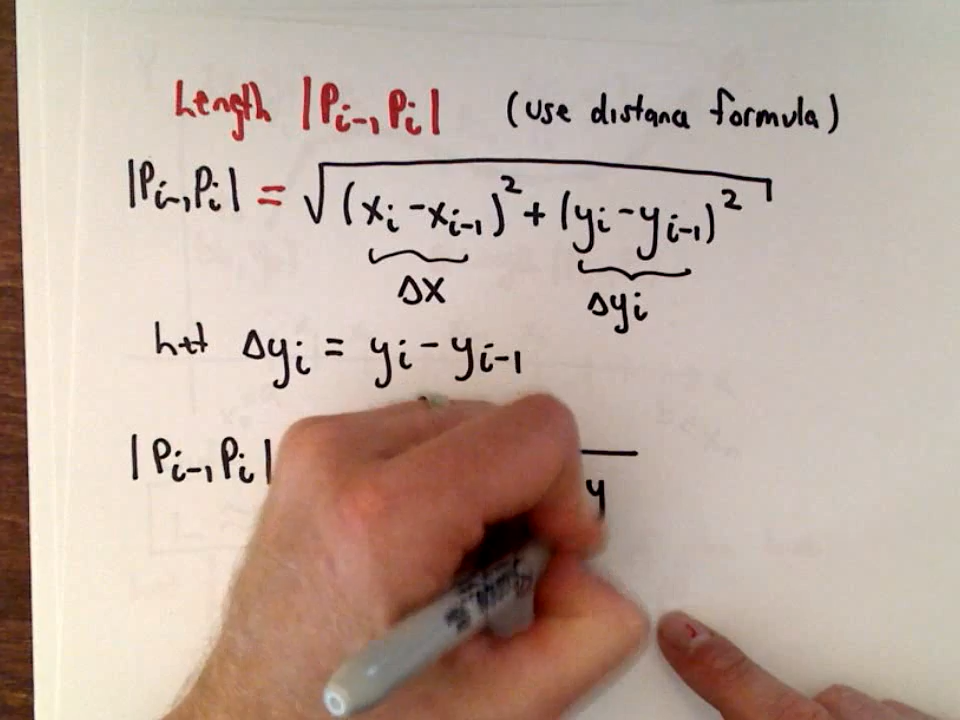 Length |Pi-1, Pi| (use distance formula)
|Pi-1, Pi| = √(xi - xi-1)² + (yi - yi-1)²
Δx Δyi
Let Δyi = yi - yi-1
|Pi-1, Pi| y